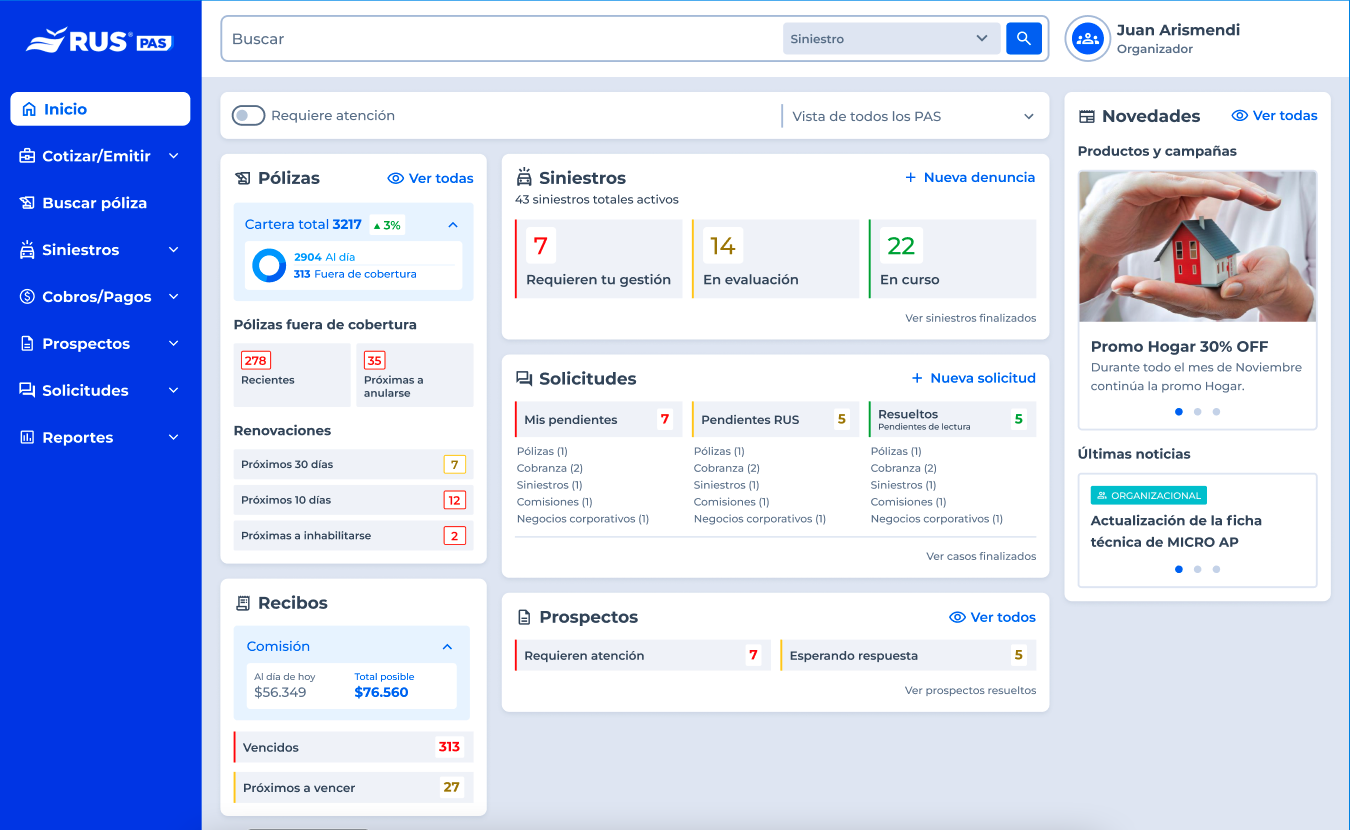 RUS® PAS
Inicio
Cotizar/Emitir
Buscar póliza
Siniestros
Cobros/Pagos
Prospectos
Solicitudes
Reportes
Buscar
Siniestro
Juan Arismendi
Organizador
Requiere atención
Vista de todos los PAS
Pólizas
Ver todas
Cartera total 3217 ▲ 3%
2904 Al día
313 Fuera de cobertura
Pólizas fuera de cobertura
278
Recientes
35
Próximas a
anularse
Renovaciones
Próximos 30 días 7
Próximos 10 días 12
Próximas a inhabilitarse 2
Recibos
Comisión
Al día de hoy
$56.349
Total posible
$76.560
Vencidos 313
Próximos a vencer 27
Siniestros
+ Nueva denuncia
43 siniestros totales activos
7
Requieren tu gestión
14
En evaluación
22
En curso
Ver siniestros finalizados
Solicitudes
+ Nueva solicitud
Mis pendientes 7
Pólizas (1)
Cobranza (2)
Siniestros (1)
Comisiones (1)
Negocios corporativos (1)
Pendientes RUS 5
Pólizas (1)
Cobranza (2)
Siniestros (1)
Comisiones (1)
Negocios corporativos (1)
Resueltos 5
Pendientes de lectura
Pólizas (1)
Cobranza (2)
Siniestros (1)
Comisiones (1)
Negocios corporativos (1)
Ver casos finalizados
Prospectos
Ver todos
Requieren atención 7
Esperando respuesta 5
Ver prospectos resueltos
Novedades
Ver todas
Productos y campañas
Promo Hogar 30% OFF
Durante todo el mes de Noviembre
continúa la promo Hogar.
Últimas noticias
ORGANIZACIONAL
Actualización de la ficha
técnica de MICRO AP